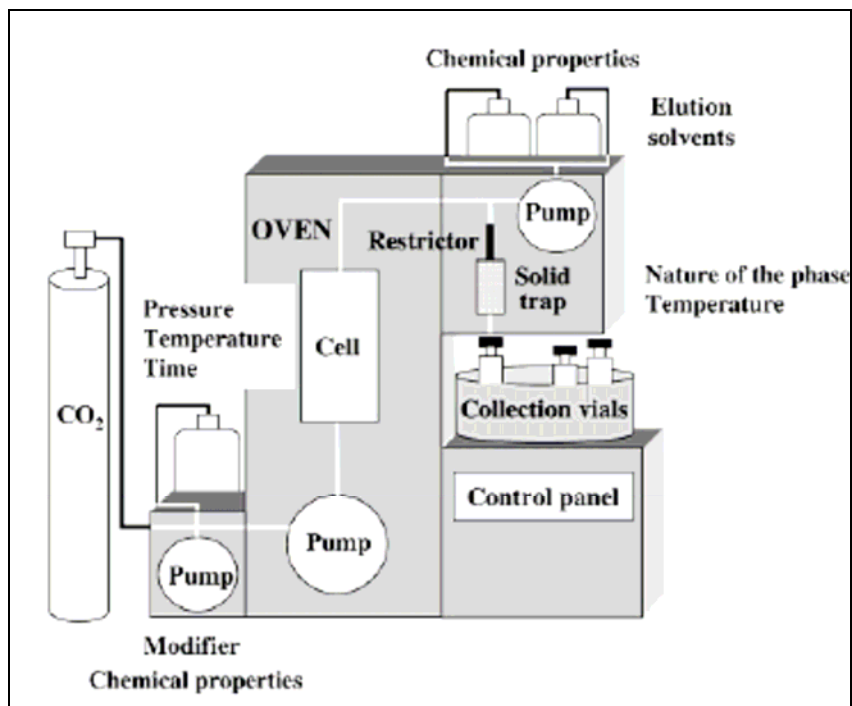 Chemical properties
Elution
solvents
Pump
OVEN
Restrictor
Solid
trap
Nature of the phase
Temperature
Pressure
Temperature
Time
Cell
CO₂
Collection vials
Control panel
Pump
Pump
Modifier
Chemical properties